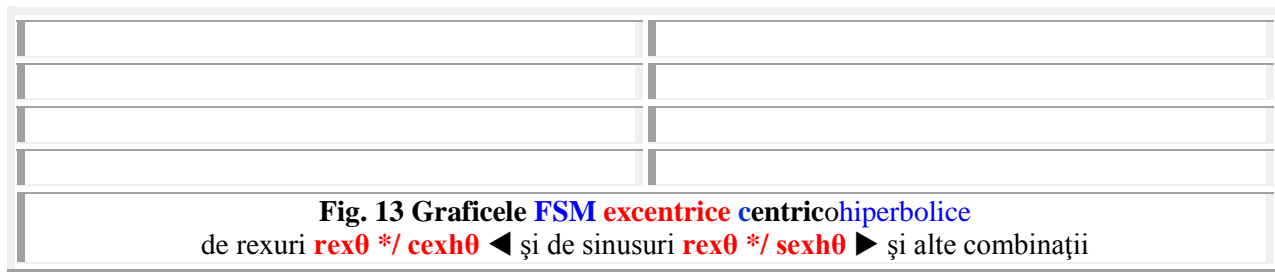 Fig. 13 Graficele FSM excentrice centricohiperbolice
de rexuri rexθ */ cexhθ ◄ şi de sinusuri rexθ */ sexhθ ► şi alte combinaţii